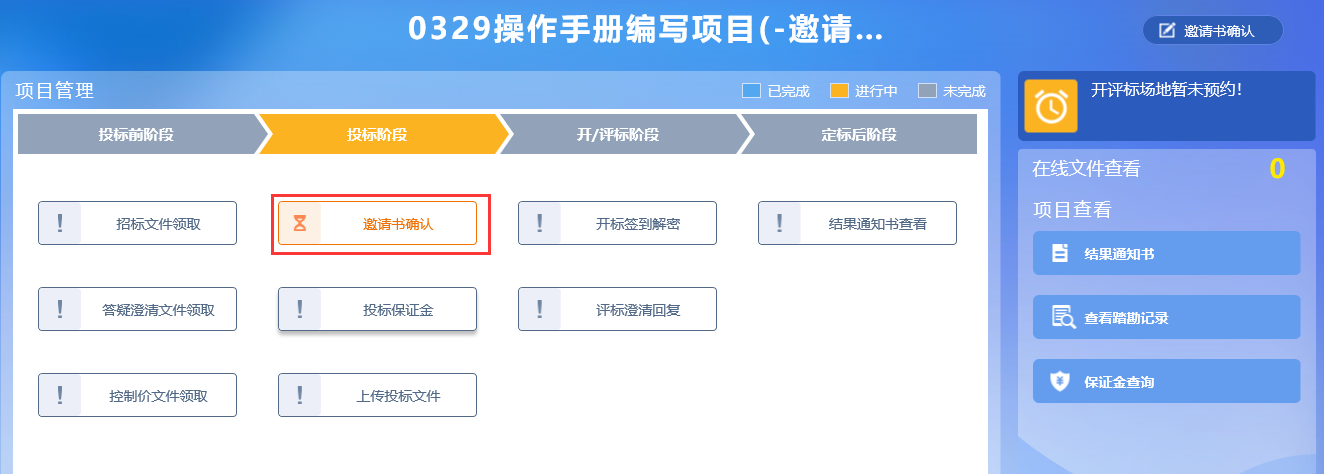 0329操作手册编写项目(-邀请...
邀请书确认
项目管理
已完成
进行中
未完成
投标前阶段
投标阶段
开/评标阶段
定标后阶段
招标文件领取
邀请书确认
开标签到解密
结果通知书查看
答疑澄清文件领取
投标保证金
评标澄清回复
控制价文件领取
上传投标文件
开评标场地暂未预约!
在线文件查看
0
项目查看
结果通知书
查看踏勘记录
保证金查询